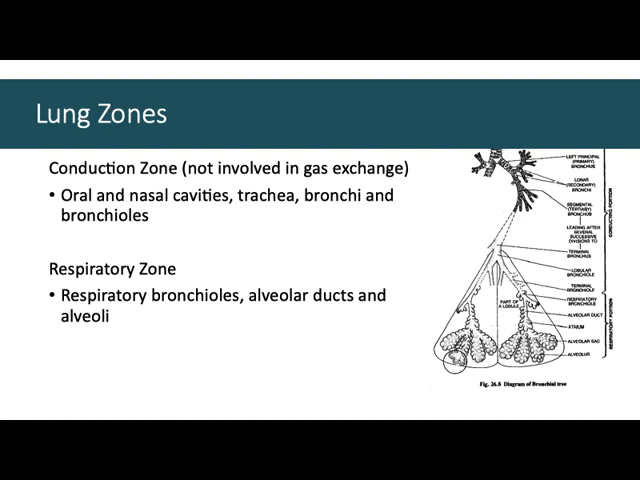 Lung Zones
Conduction Zone (not involved in gas exchange)
• Oral and nasal cavities, trachea, bronchi and
bronchioles
Respiratory Zone
• Respiratory bronchioles, alveolar ducts and
alveoli
LEFT PRINCIPAL
(PRIMARY)
BRONCHUS
LOBAR
(SECONDARY)
BRONCHI
SEGMENTAL
(TERTIARY)
BRONCHUS
LEADING AFTER
SEVERAL
SUCCESSIVE
DIVISIONS TO
TERMINAL
BRONCHUS
LOBULAR
BRONCHIOLE
TERMINAL
BRONCHIOLE
RESPIRATORY
BRONCHIOLE
PART OF
A LOBULE
ALVEOLAR DUCT
ATRIUM
ALVEOLAR SAC
ALVEOLUS
CONDUCTING PORTION
RESPIRATORY PORTION
Fig. 26.8 Diagram of Bronchial tree